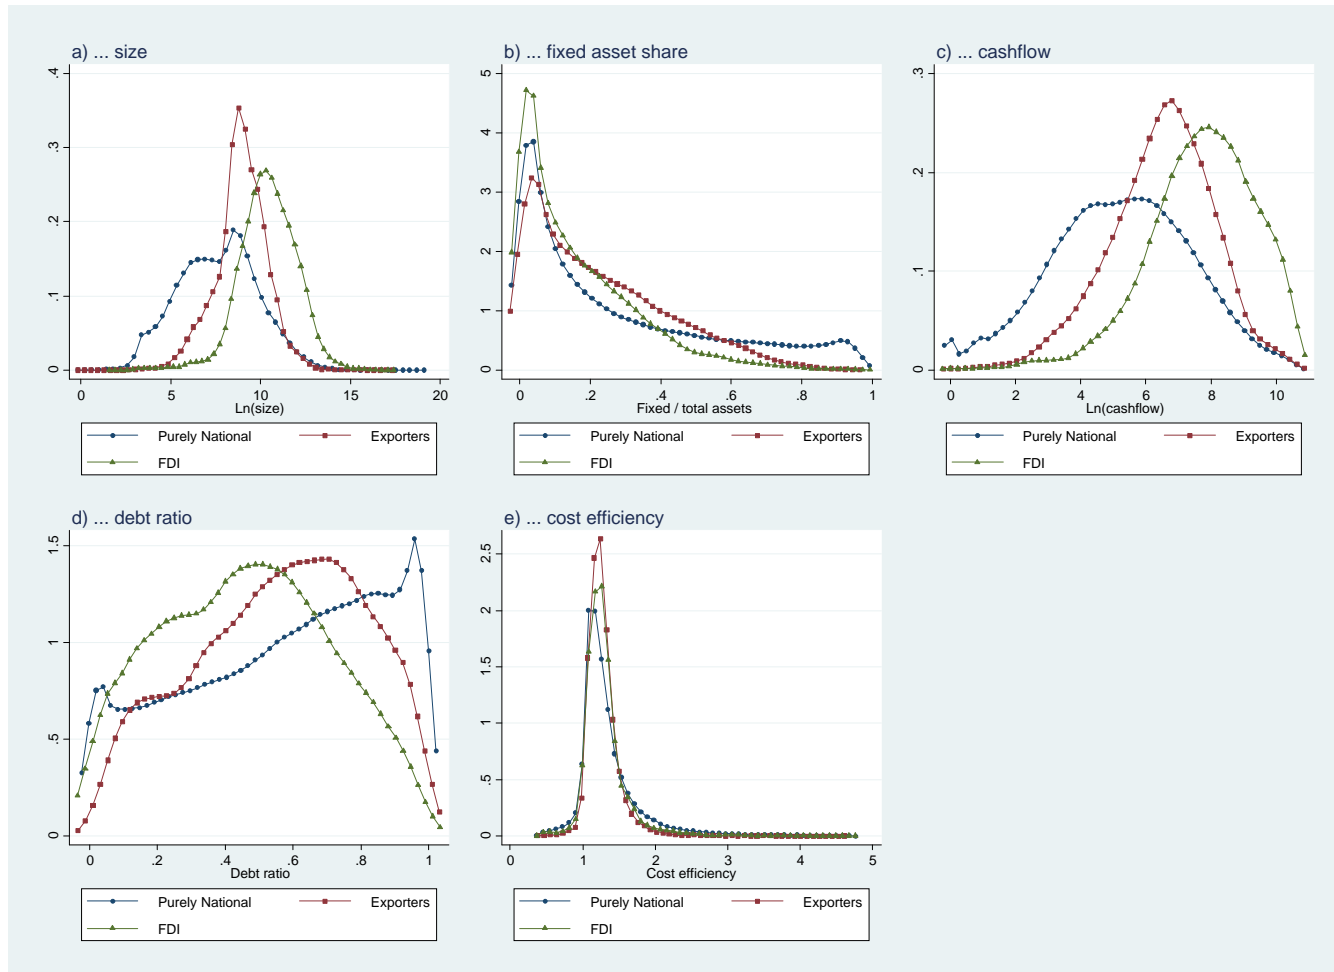 a) ... size
.4
.3
.2
.1
0
0 5 10 15 20
Ln(size)
Purely National Exporters
FDI
b) ... fixed asset share
5
4
3
2
1
0
0 .2 .4 .6 .8 1
Fixed / total assets
Purely National Exporters
FDI
c) ... cashflow
.3
.2
.1
0
0 2 4 6 8 10
Ln(cashflow)
Purely National Exporters
FDI
d) ... debt ratio
1.5
1
.5
0
0 .2 .4 .6 .8 1
Debt ratio
Purely National Exporters
FDI
e) ... cost efficiency
2.5
2
1.5
1
.5
0
0 1 2 3 4 5
Cost efficiency
Purely National Exporters
FDI